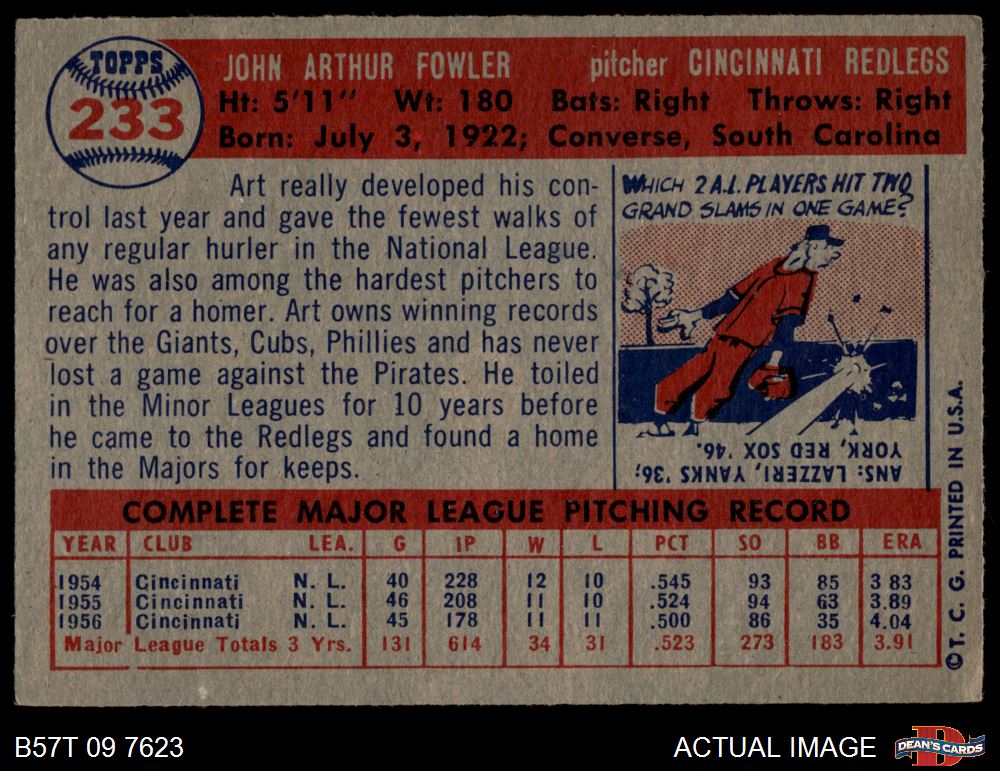 TOPPS
233
JOHN ARTHUR FOWLER pitcher CINCINNATI REDLEGS
Ht: 5'11" Wt: 180 Bats: Right Throws: Right
Born: July 3, 1922; Converse, South Carolina
Art really developed his con-
trol last year and gave the fewest walks of
any regular hurler in the National League.
He was also among the hardest pitchers to
reach for a homer. Art owns winning records
over the Giants, Cubs, Phillies and has never
lost a game against the Pirates. He toiled
in the Minor Leagues for 10 years before
he came to the Redlegs and found a home
in the Majors for keeps.
WHICH 2 A.L. PLAYERS HIT TWO
GRAND SLAMS IN ONE GAME?
ANS: LAZZERI, YANKS '36;
YORK, RED SOX '46.
COMPLETE MAJOR LEAGUE PITCHING RECORD
YEAR CLUB LEA. G IP W L PCT SO BB ERA
1954 Cincinnati N. L. 40 228 12 10 .545 93 85 3 83
1955 Cincinnati N. L. 46 208 11 10 .524 94 63 3.89
1956 Cincinnati N. L. 45 178 11 11 .500 86 35 4.04
Major League Totals 3 Yrs. 131 614 34 31 .523 273 183 3.91
©T. C. G. PRINTED IN U.S.A.
B57T 09 7623 ACTUAL IMAGE DEAN'S CARDS